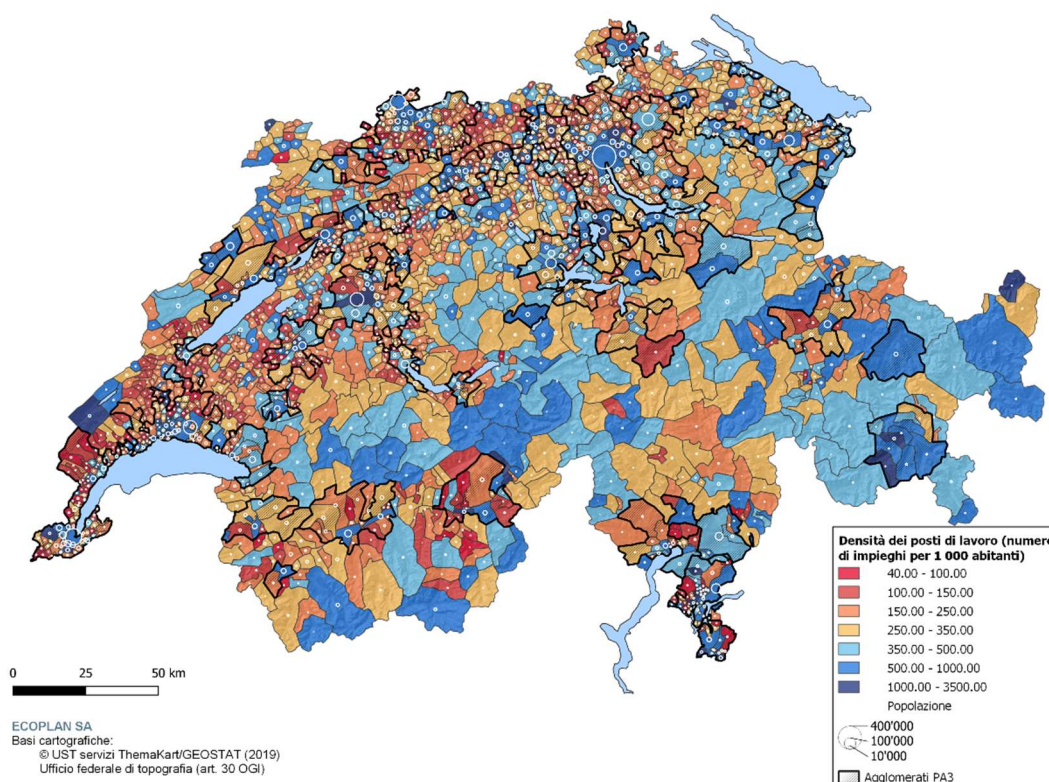 Densità dei posti di lavoro (numero
di impieghi per 1 000 abitanti)
40.00 - 100.00
100.00 - 150.00
150.00 - 250.00
250.00 - 350.00
350.00 - 500.00
500.00 - 1000.00
1000.00 - 3500.00
Popolazione
400'000
100'000
10'000
Agglomerati PA3
0 25 50 km
ECOPLAN SA
Basi cartografiche:
© UST servizi ThemaKart/GEOSTAT (2019)
Ufficio federale di topografia (art. 30 OGI)